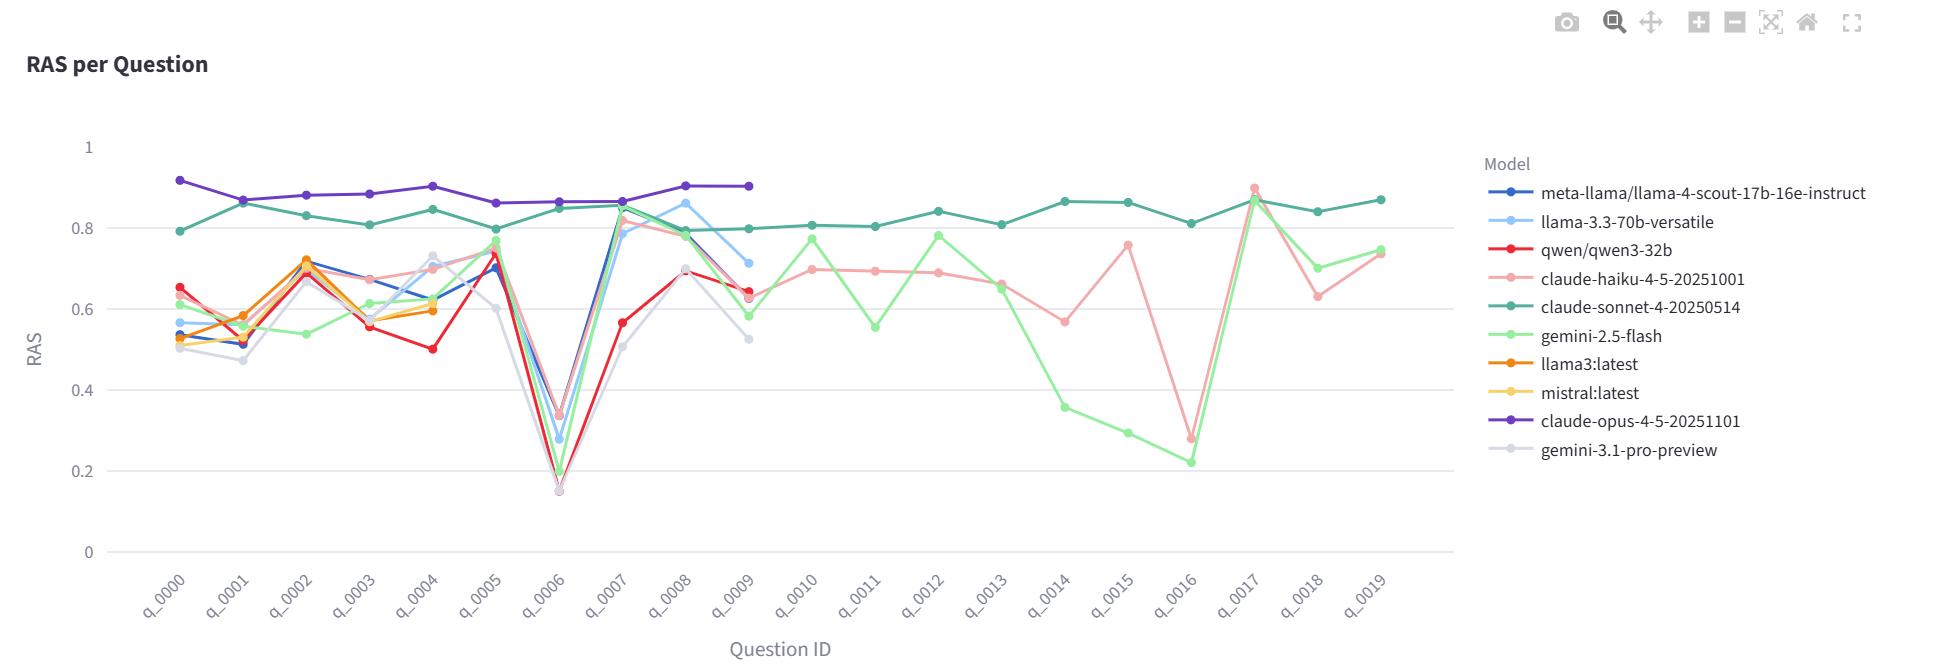 RAS per Question
1
0.8
0.6
0.4
0.2
0
RAS
q_0000
q_0001
q_0002
q_0003
q_0004
q_0005
q_0006
q_0007
q_0008
q_0009
q_0010
q_0011
q_0012
q_0013
q_0014
q_0015
q_0016
q_0017
q_0018
q_0019
Question ID
Model
meta-llama/llama-4-scout-17b-16e-instruct
llama-3.3-70b-versatile
qwen/qwen3-32b
claude-haiku-4-5-20251001
claude-sonnet-4-20250514
gemini-2.5-flash
llama3:latest
mistral:latest
claude-opus-4-5-20251101
gemini-3.1-pro-preview